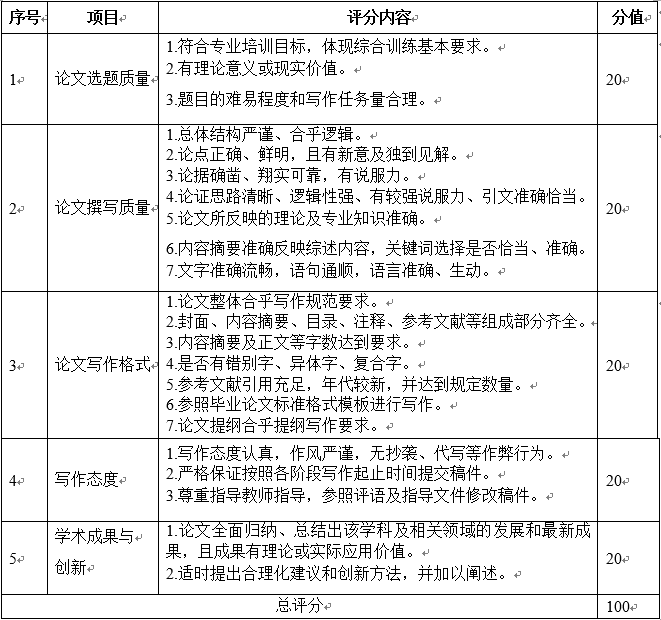 序号 项目 评分内容 分值
1 论文选题质量 1.符合专业培训目标，体现综合训练基本要求。
2.有理论意义或现实价值。
3.题目的难易程度和写作任务量合理。 20
2 论文撰写质量 1.总体结构严谨、合乎逻辑。
2.论点正确、鲜明，且有新意及独到见解。
3.论据确凿、翔实可靠，有说服力。
4.论证思路清晰、逻辑性强、有较强说服力、引文准确恰当。
5.论文所反映的理论及专业知识准确。
6.内容摘要准确反映综述内容，关键词选择是否恰当、准确。
7.文字准确流畅，语句通顺，语言准确、生动。 20
3 论文写作格式 1.论文整体合乎写作规范要求。
2.封面、内容摘要、目录、注释、参考文献等组成部分齐全。
3.内容摘要及正文等字数达到要求。
4.是否有错别字、异体字、复合字。
5.参考文献引用充足，年代较新，并达到规定数量。
6.参照毕业论文标准格式模板进行写作。
7.论文提纲合乎提纲写作要求。 20
4 写作态度 1.写作态度认真，作风严谨，无抄袭、代写等作弊行为。
2.严格保证按照各阶段写作起止时间提交稿件。
3.尊重指导教师指导，参照评语及指导文件修改稿件。 20
5 学术成果与
创新 1.论文全面归纳、总结出该学科及相关领域的发展和最新成
果，且成果有理论或实际应用价值。
2.适时提出合理化建议和创新方法，并加以阐述。 20
总评分 100